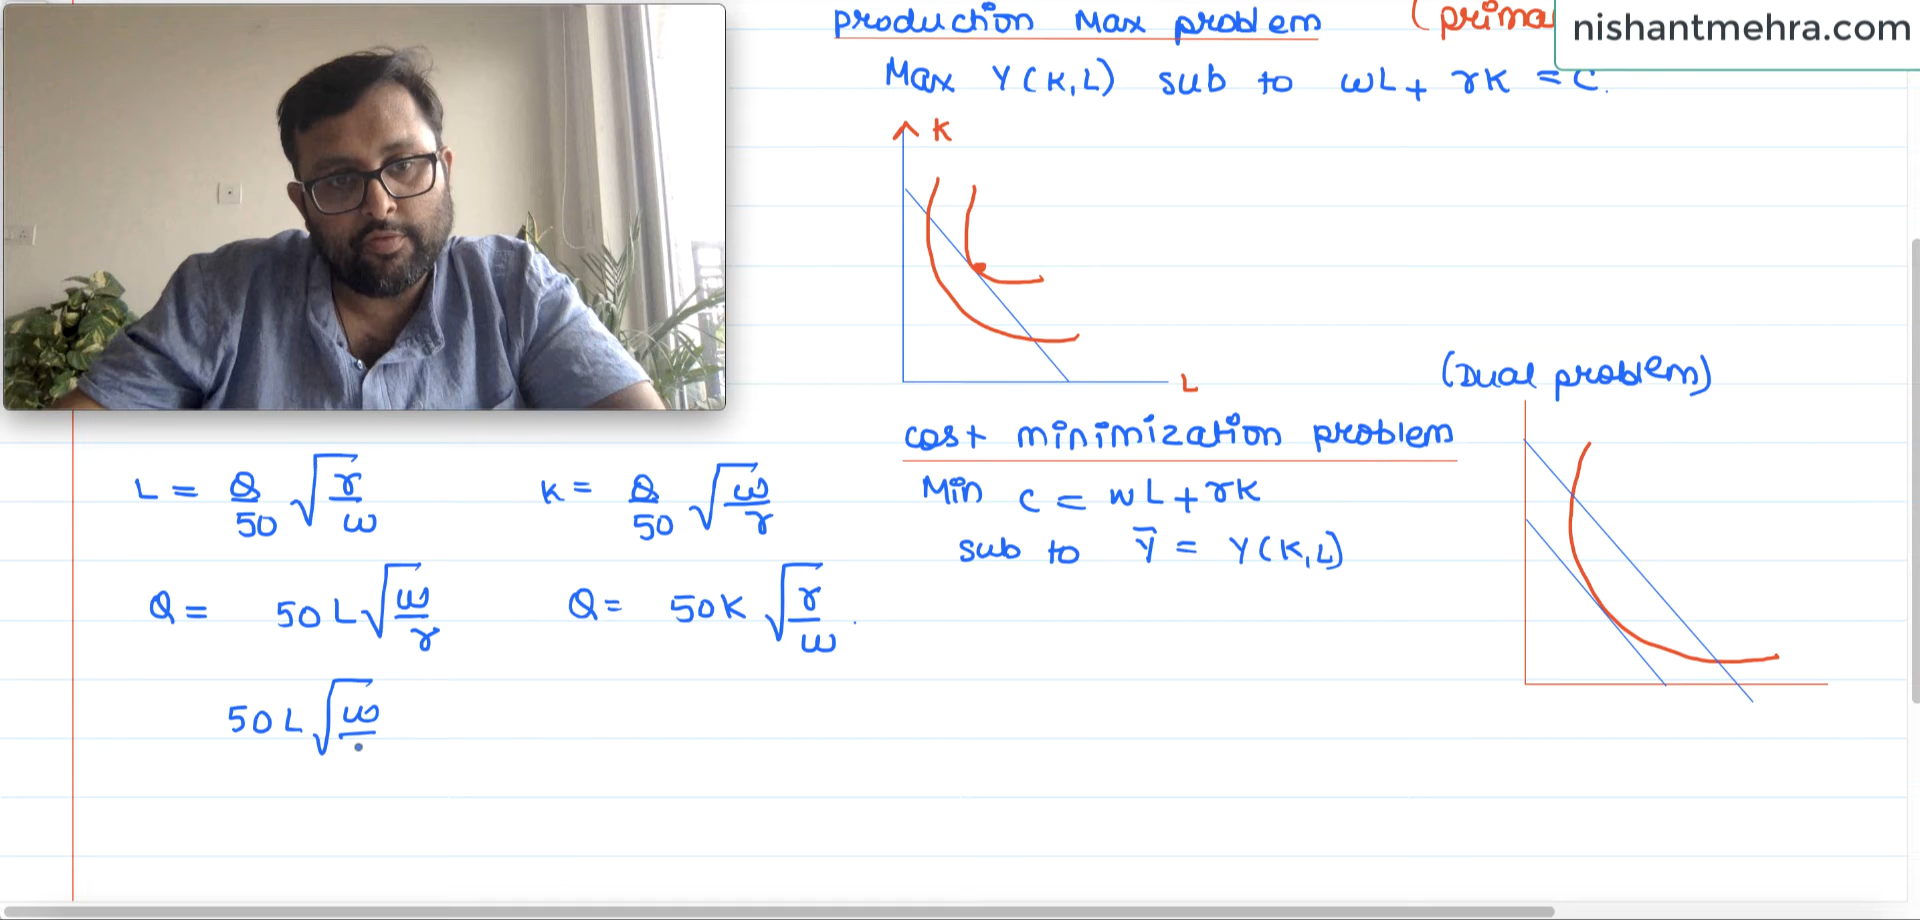 production Max problem (prima
nishantmehra.com
Max Y(K,L) sub to wL + rK = C.
K
L
(Dual problem)
cost minimization problem
Min C = wL + rK
sub to Ȳ = Y(K,L)
L = Q/50 √(r/w) K = Q/50 √(w/r)
Q = 50L√(w/r) Q = 50K √(r/w).
50L√(w/